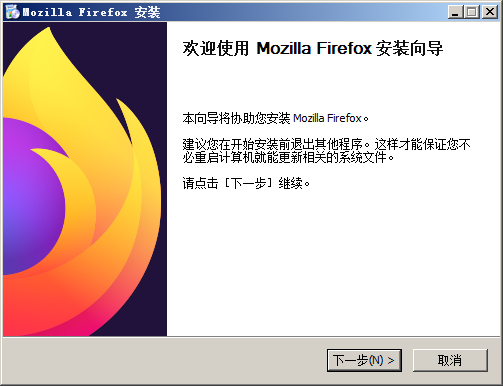 Mozilla Firefox 安装
欢迎使用 Mozilla Firefox 安装向导
本向导将协助您安装 Mozilla Firefox。
建议您在开始安装前退出其他程序。这样才能保证您不
必重启计算机就能更新相关的系统文件。
请点击［下一步］继续。
下一步(N) >
取消